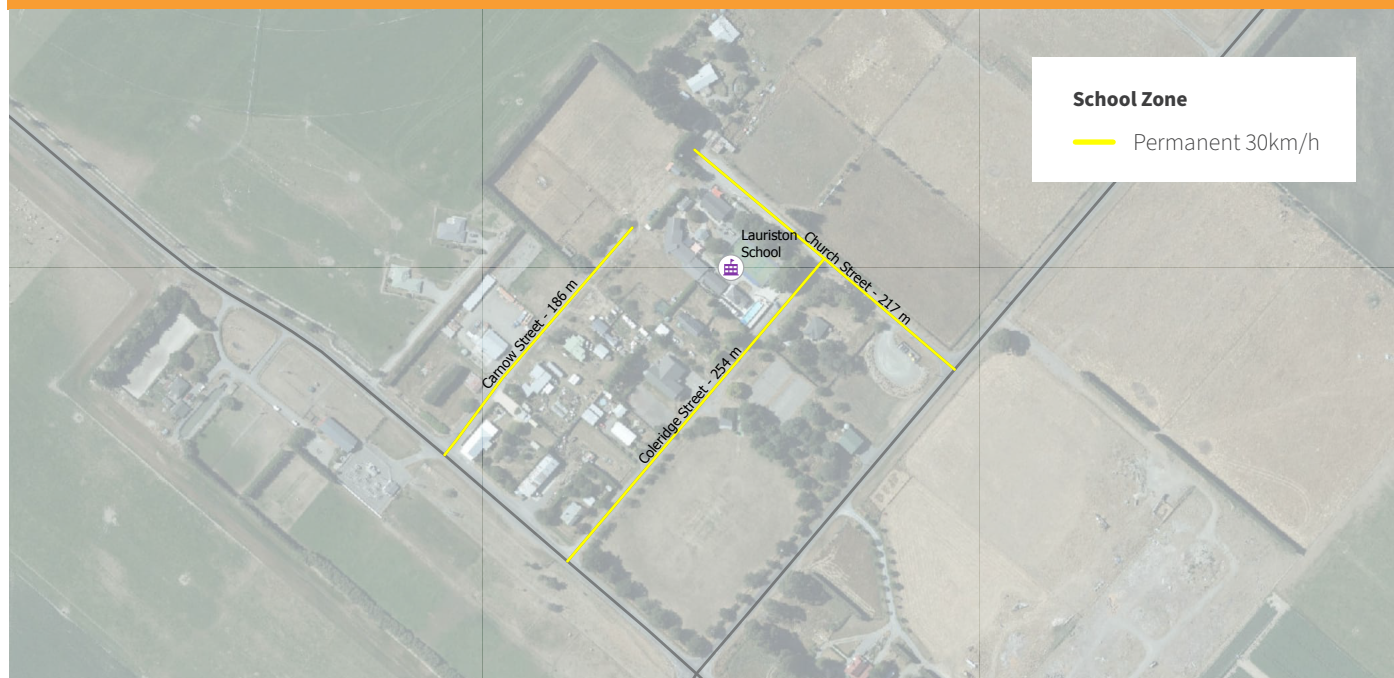 School Zone
Permanent 30km/h
Lauriston
School
Church Street - 217 m
Carnow Street - 186 m
Coleridge Street - 254 m